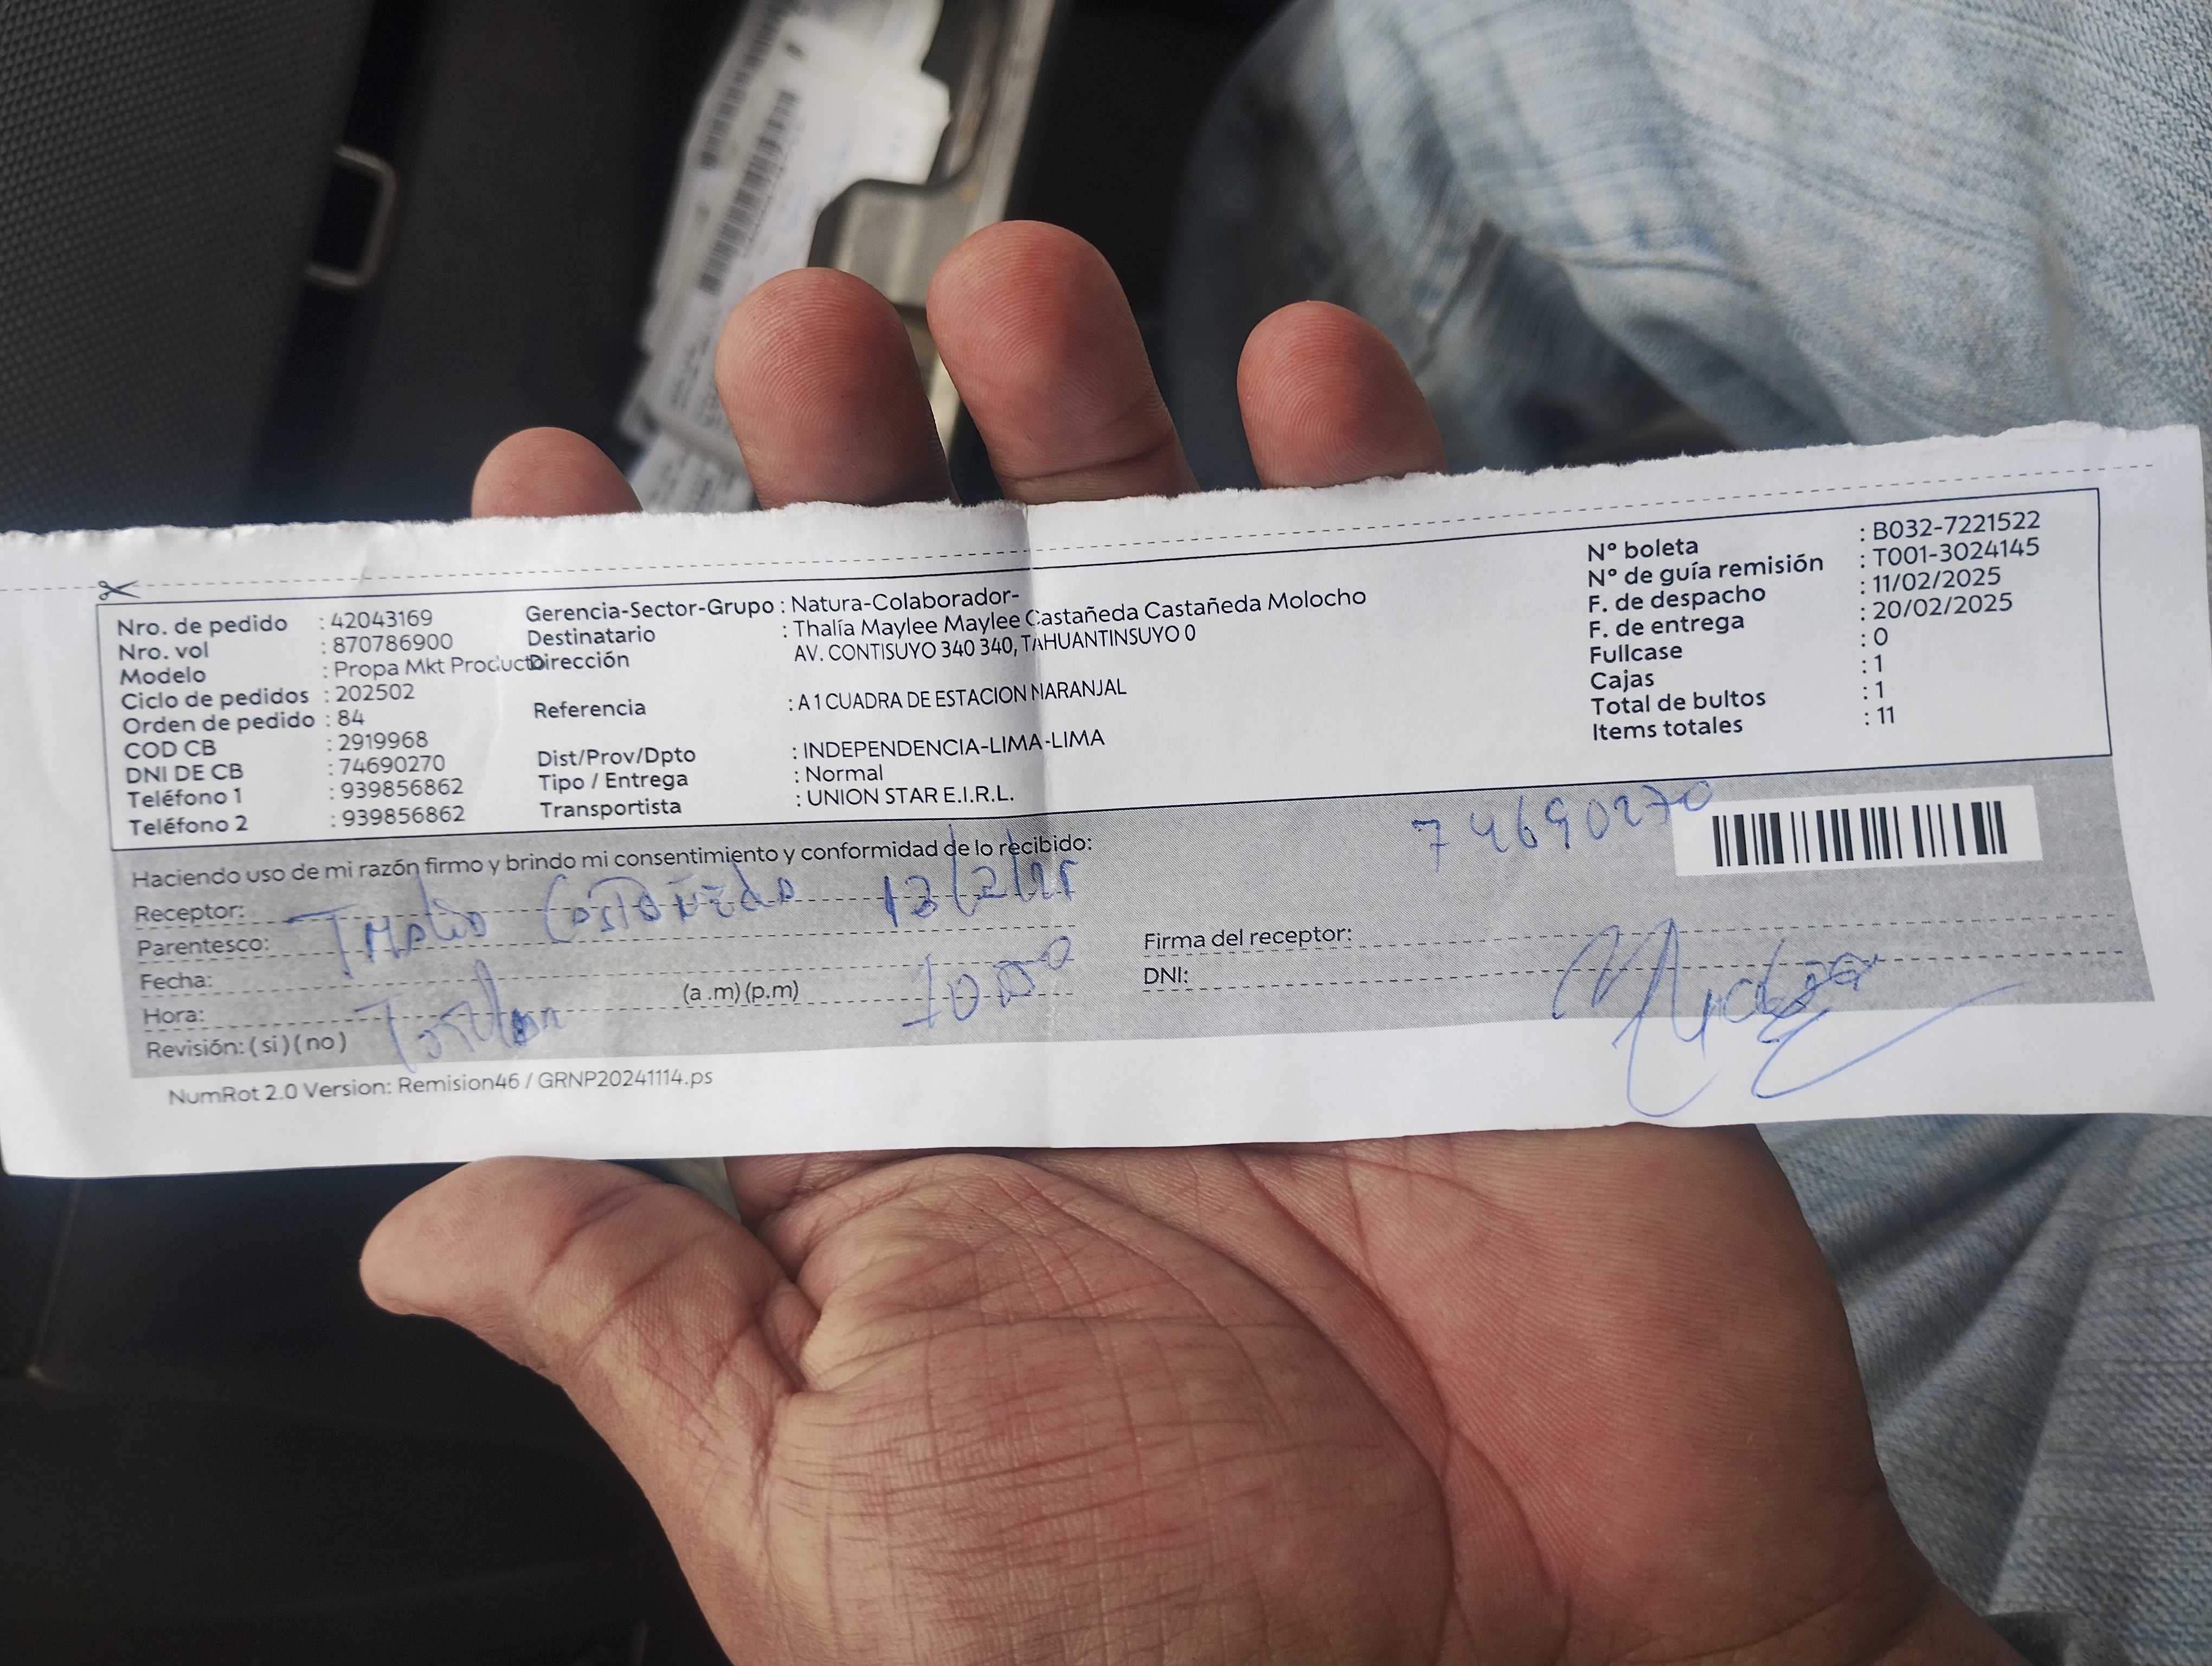 Nro. de pedido : 42043169
Nro. vol : 870786900
Modelo : Propa Mkt Producto
Ciclo de pedidos : 202502
Orden de pedido : 84
COD CB : 2919968
DNI DE CB : 74690270
Teléfono 1 : 939856862
Teléfono 2 : 939856862
Gerencia-Sector-Grupo : Natura-Colaborador-
Destinatario : Thalía Maylee Maylee Castañeda Castañeda Molocho
Dirección AV. CONTISUYO 340 340, TAHUANTINSUYO 0
Referencia : A 1 CUADRA DE ESTACION NARANJAL
Dist/Prov/Dpto : INDEPENDENCIA-LIMA-LIMA
Tipo / Entrega : Normal
Transportista : UNION STAR E.I.R.L.
N° boleta : B032-7221522
N° de guía remisión : T001-3024145
F. de despacho : 11/02/2025
F. de entrega : 20/02/2025
Fullcase : 0
Cajas : 1
Total de bultos : 1
Items totales : 11
Haciendo uso de mi razón firmo y brindo mi consentimiento y conformidad de lo recibido:
74690270
Receptor:
Thalia Castañeda 13/2/25
Parentesco:
Fecha:
Hora: (a .m) (p.m)
Revisión: ( si ) ( no )
Firma del receptor:
DNI:
NumRot 2.0 Version: Remision46 / GRNP20241114.ps